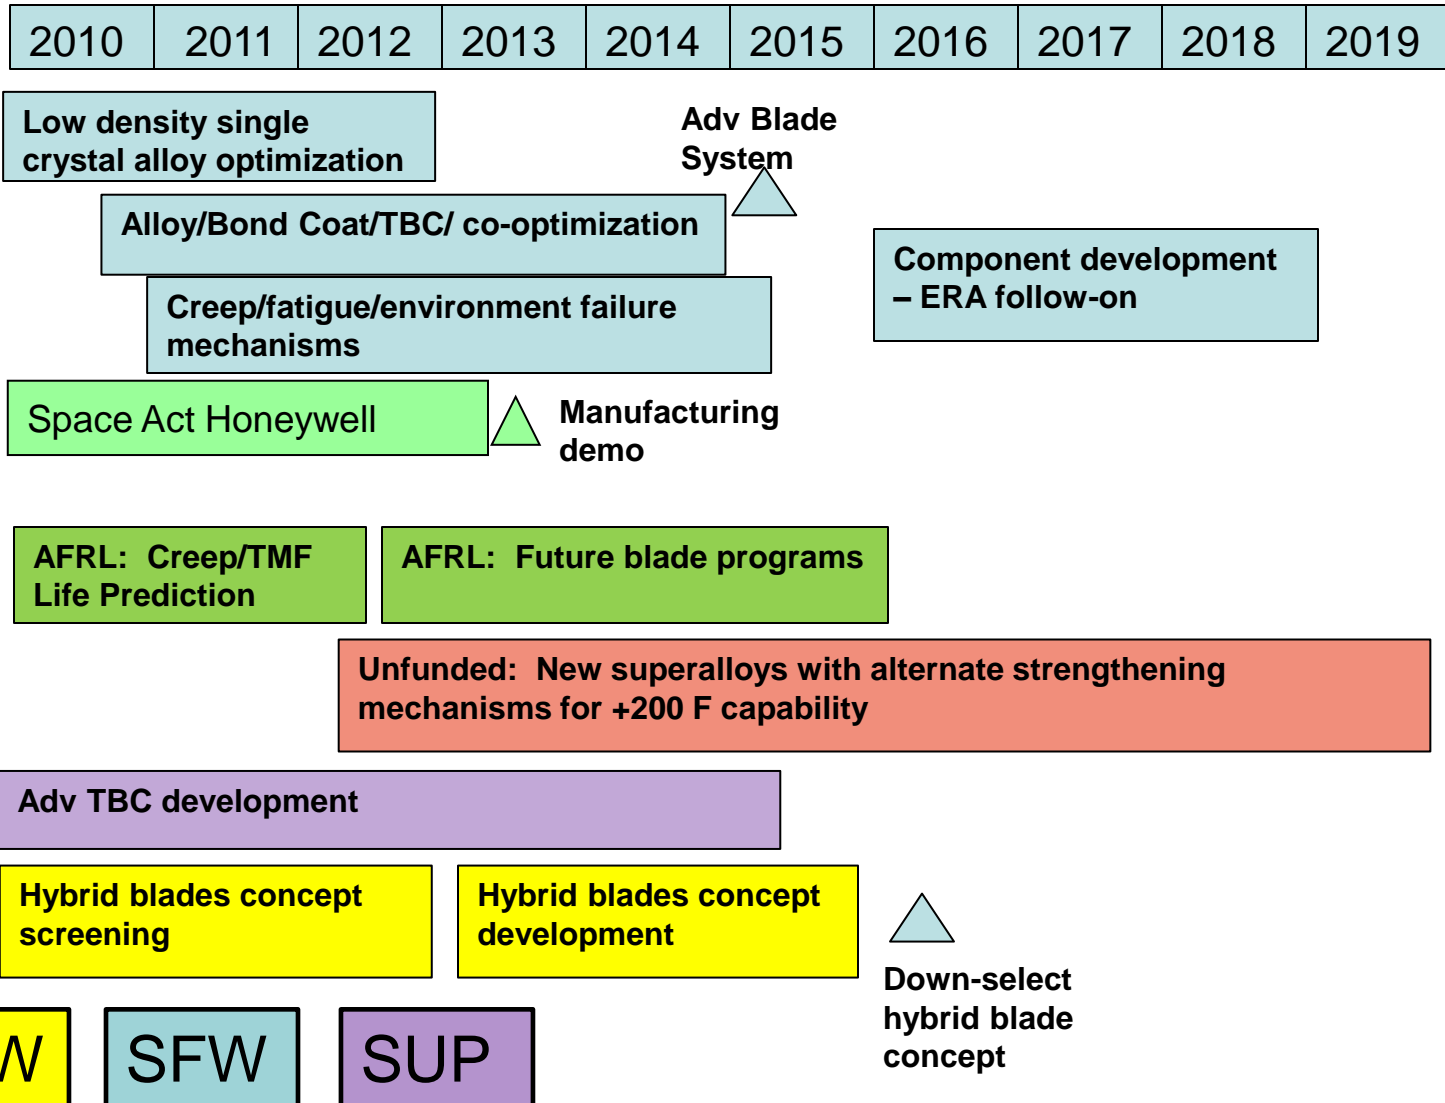 2010 2011 2012 2013 2014 2015 2016 2017 2018 2019
Low density single
crystal alloy optimization
Adv Blade
System
Alloy/Bond Coat/TBC/ co-optimization
Component development
– ERA follow-on
Creep/fatigue/environment failure
mechanisms
Space Act Honeywell
Manufacturing
demo
AFRL:  Creep/TMF
Life Prediction
AFRL:  Future blade programs
Unfunded:  New superalloys with alternate strengthening
mechanisms for +200 F capability
Adv TBC development
Hybrid blades concept
screening
Hybrid blades concept
development
Down-select
hybrid blade
concept
SFW
SUP